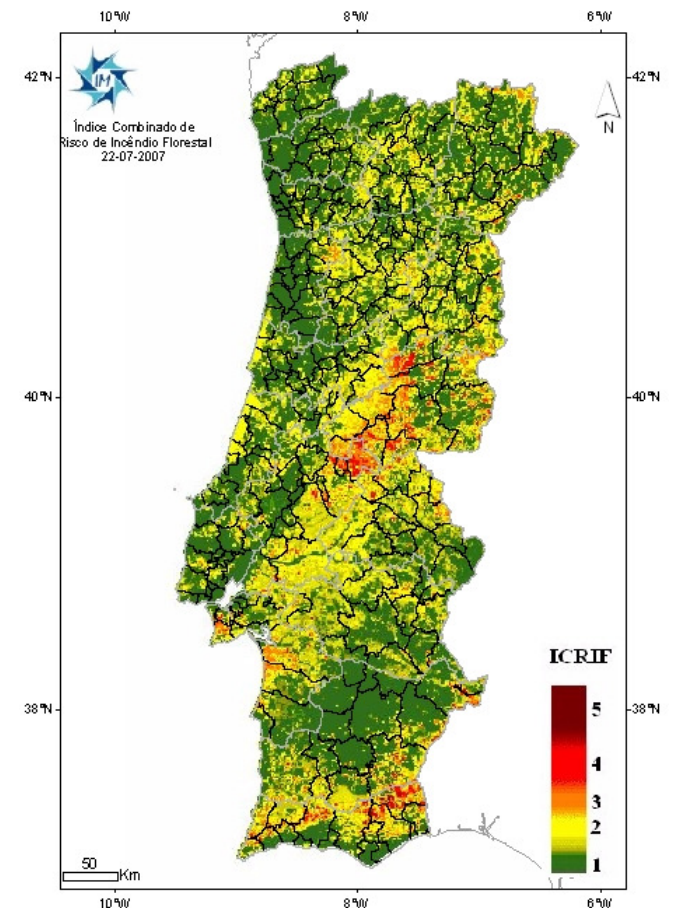 10°W 8°W 6°W
42°N 42°N
IM
Índice Combinado de
Risco de Incêndio Florestal
22-07-2007
N
40°N 40°N
ICRIF
5
38°N 38°N
4
3
2
1
50
Km
10°W 8°W 6°W